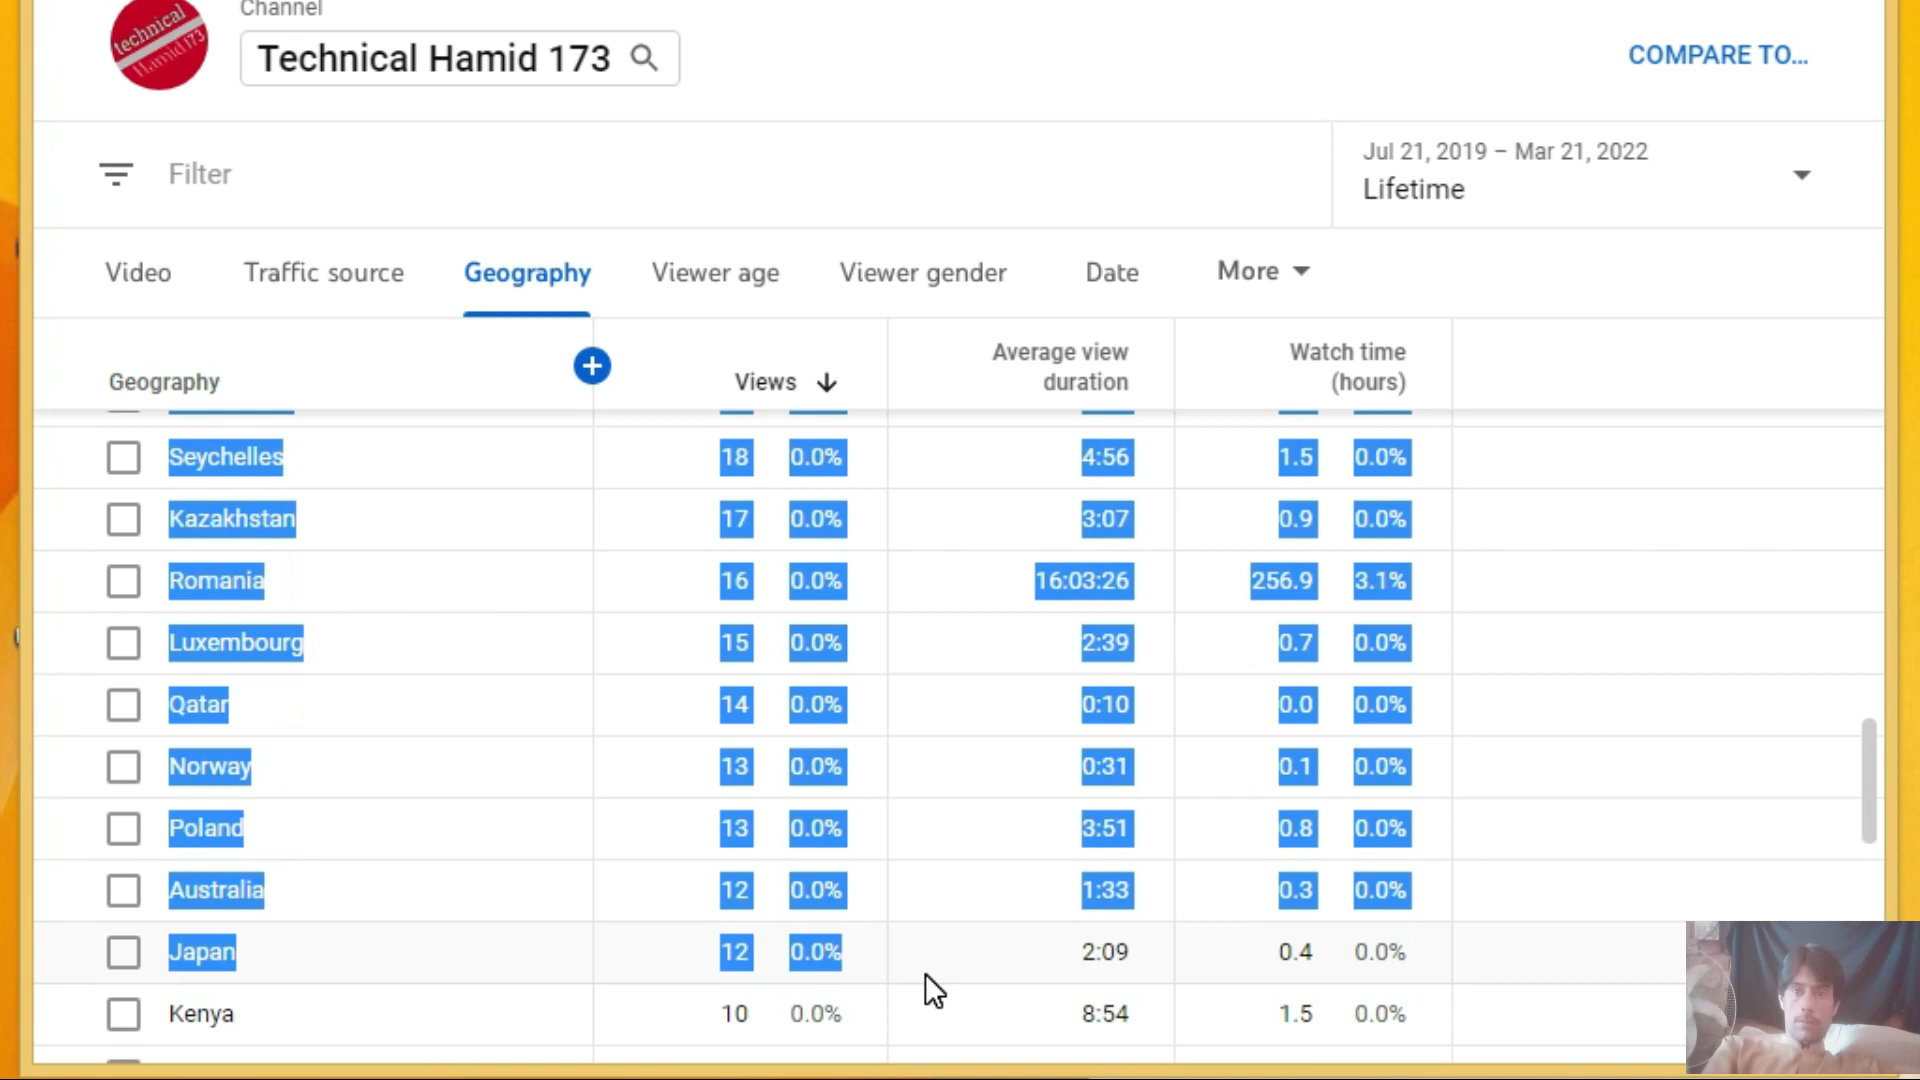 technical
Hamid 173
Channel
Technical Hamid 173
COMPARE TO...
Filter
Jul 21, 2019 – Mar 21, 2022
Lifetime
Video Traffic source Geography Viewer age Viewer gender Date More
Geography Views Average view duration Watch time (hours)
Seychelles 18 0.0% 4:56 1.5 0.0%
Kazakhstan 17 0.0% 3:07 0.9 0.0%
Romania 16 0.0% 16:03:26 256.9 3.1%
Luxembourg 15 0.0% 2:39 0.7 0.0%
Qatar 14 0.0% 0:10 0.0 0.0%
Norway 13 0.0% 0:31 0.1 0.0%
Poland 13 0.0% 3:51 0.8 0.0%
Australia 12 0.0% 1:33 0.3 0.0%
Japan 12 0.0% 2:09 0.4 0.0%
Kenya 10 0.0% 8:54 1.5 0.0%